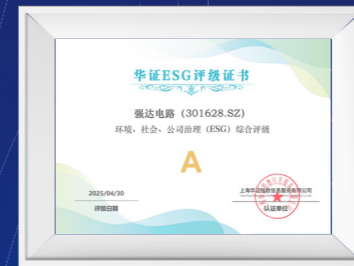 华证ESG评级证书
强达电路（301628.SZ）
环境、社会、公司治理（ESG）综合评级
A
2025/04/30
评级日期
上海华证指数信息服务有限公司
认证单位